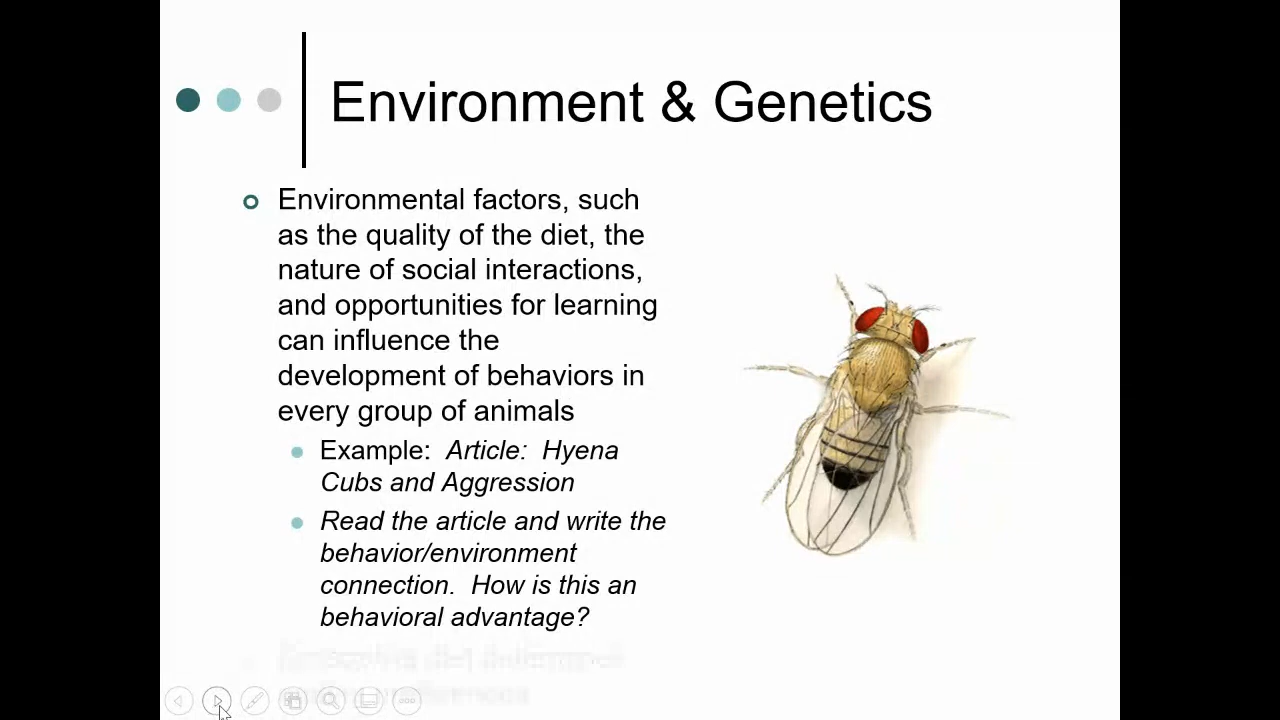 Environment & Genetics
Environmental factors, such
as the quality of the diet, the
nature of social interactions,
and opportunities for learning
can influence the
development of behaviors in
every group of animals
Example: Article: Hyena
Cubs and Aggression
Read the article and write the
behavior/environment
connection. How is this an
behavioral advantage?